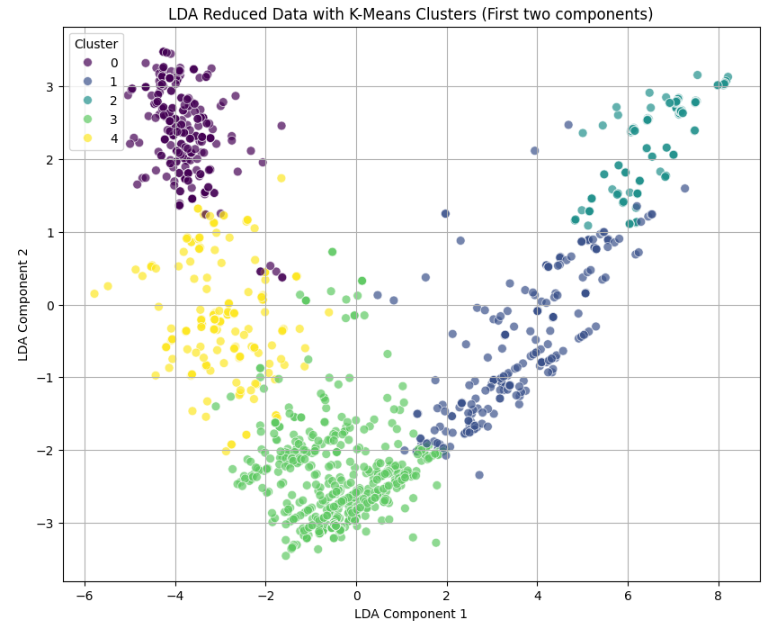 LDA Reduced Data with K-Means Clusters (First two components)
Cluster
0
1
2
3
4
3
2
1
0
−1
−2
−3
LDA Component 2
−6 −4 −2 0 2 4 6 8
LDA Component 1